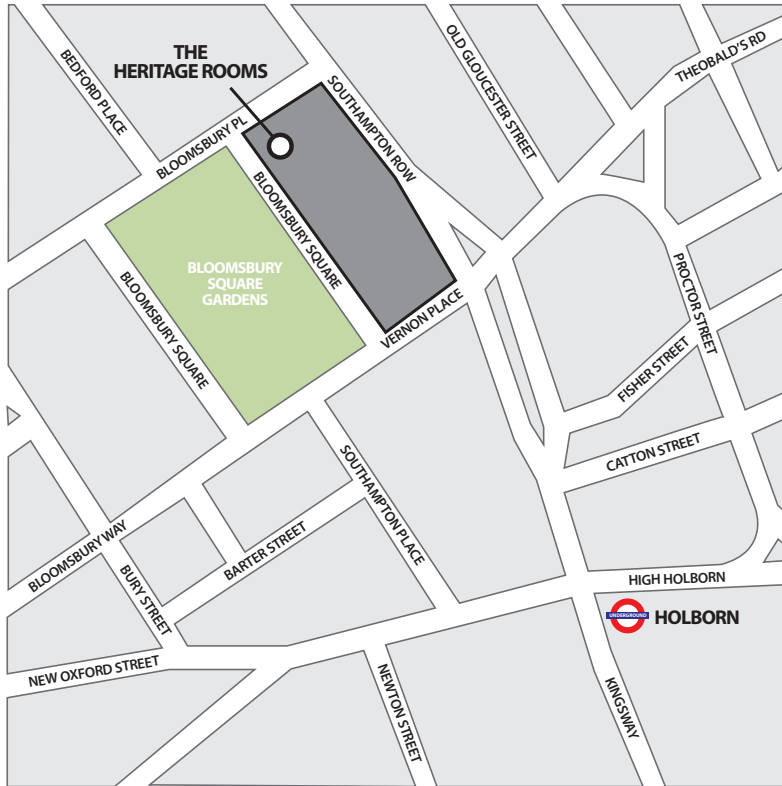 BEDFORD PLACE
THE
HERITAGE ROOMS
OLD GLOUCESTER STREET
THEOBALD'S RD
SOUTHAMPTON ROW
BLOOMSBURY PL
BLOOMSBURY SQUARE
BLOOMSBURY
SQUARE
GARDENS
BLOOMSBURY SQUARE
VERNON PLACE
PROCTOR STREET
FISHER STREET
CATTON STREET
SOUTHAMPTON PLACE
BLOOMSBURY WAY
BARTER STREET
BURY STREET
HIGH HOLBORN
UNDERGROUND
HOLBORN
NEW OXFORD STREET
NEWTON STREET
KINGSWAY